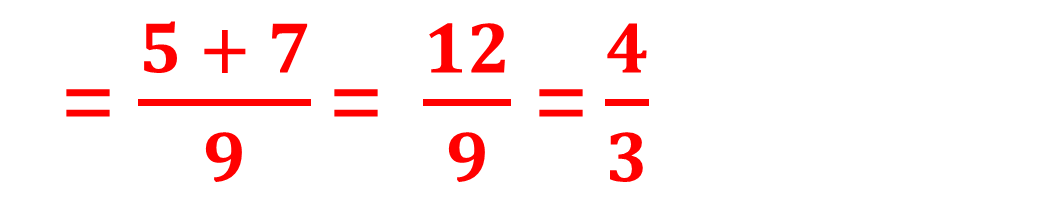 = (5 + 7)/9 = 12/9 = 4/3